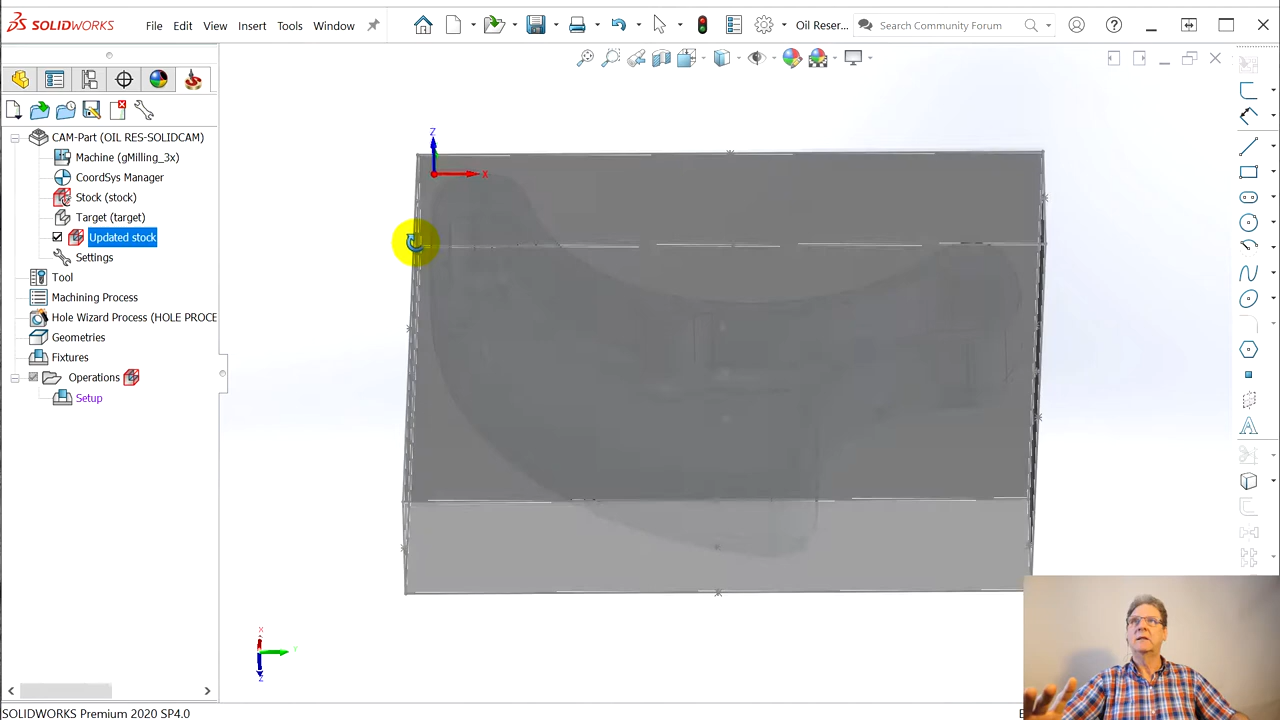 SOLIDWORKS File Edit View Insert Tools Window Oil Reser... Search Community Forum
CAM-Part (OIL RES-SOLIDCAM)
Machine (gMilling_3x)
CoordSys Manager
Stock (stock)
Target (target)
Updated stock
Settings
Tool
Machining Process
Hole Wizard Process (HOLE PROCE
Geometries
Fixtures
Operations
Setup
Z
X
X
Y
Z
SOLIDWORKS Premium 2020 SP4.0